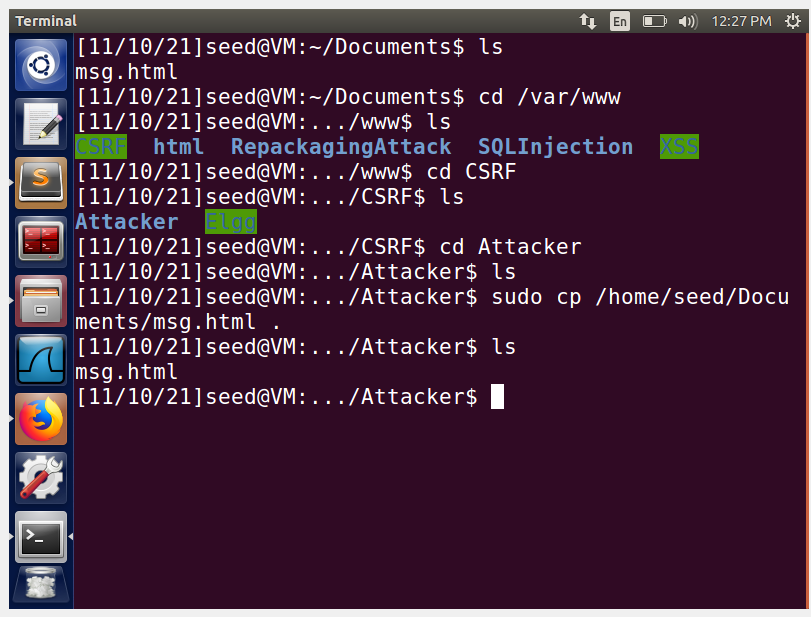 Terminal
En
12:27 PM
[11/10/21]seed@VM:~/Documents$ ls
msg.html
[11/10/21]seed@VM:~/Documents$ cd /var/www
[11/10/21]seed@VM:.../www$ ls
CSRF  html  RepackagingAttack  SQLInjection  XSS
[11/10/21]seed@VM:.../www$ cd CSRF
[11/10/21]seed@VM:.../CSRF$ ls
Attacker  Elgg
[11/10/21]seed@VM:.../CSRF$ cd Attacker
[11/10/21]seed@VM:.../Attacker$ ls
[11/10/21]seed@VM:.../Attacker$ sudo cp /home/seed/Docu
ments/msg.html .
[11/10/21]seed@VM:.../Attacker$ ls
msg.html
[11/10/21]seed@VM:.../Attacker$